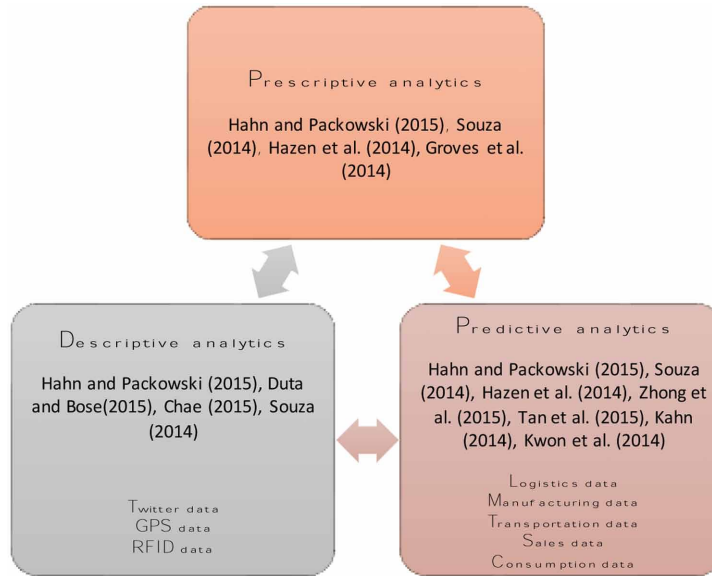 Prescriptive analytics
Hahn and Packowski (2015), Souza
(2014), Hazen et al. (2014), Groves et al.
(2014)
Descriptive analytics
Hahn and Packowski (2015), Duta
and Bose(2015), Chae (2015), Souza
(2014)
Twitter data
GPS data
RFID data
Predictive analytics
Hahn and Packowski (2015), Souza
(2014), Hazen et al. (2014), Zhong et
al. (2015), Tan et al. (2015), Kahn
(2014), Kwon et al. (2014)
Logistics data
Manufacturing data
Transportation data
Sales data
Consumption data